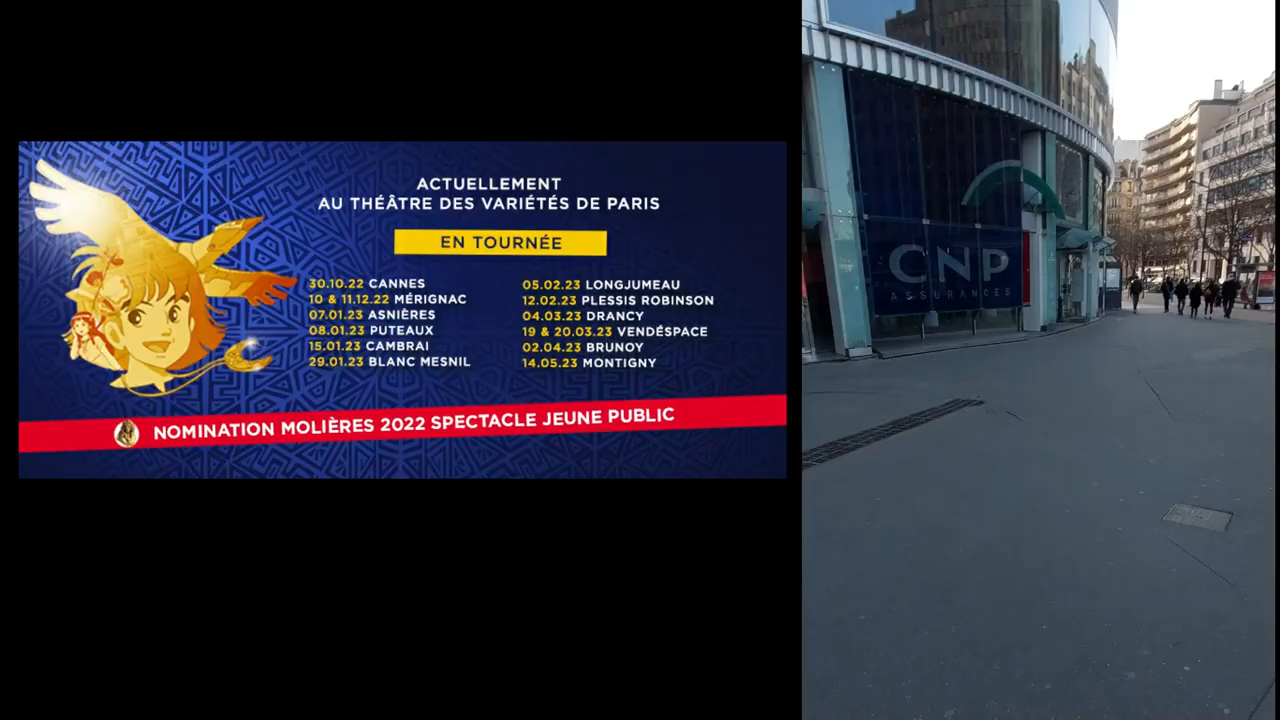 ACTUELLEMENT
AU THÉÂTRE DES VARIÉTÉS DE PARIS
EN TOURNÉE
30.10.22 CANNES
10 & 11.12.22 MÉRIGNAC
07.01.23 ASNIÈRES
08.01.23 PUTEAUX
15.01.23 CAMBRAI
29.01.23 BLANC MESNIL
05.02.23 LONGJUMEAU
12.02.23 PLESSIS ROBINSON
04.03.23 DRANCY
19 & 20.03.23 VENDÉSPACE
02.04.23 BRUNOY
14.05.23 MONTIGNY
NOMINATION MOLIÈRES 2022 SPECTACLE JEUNE PUBLIC
CNP
ASSURANCES